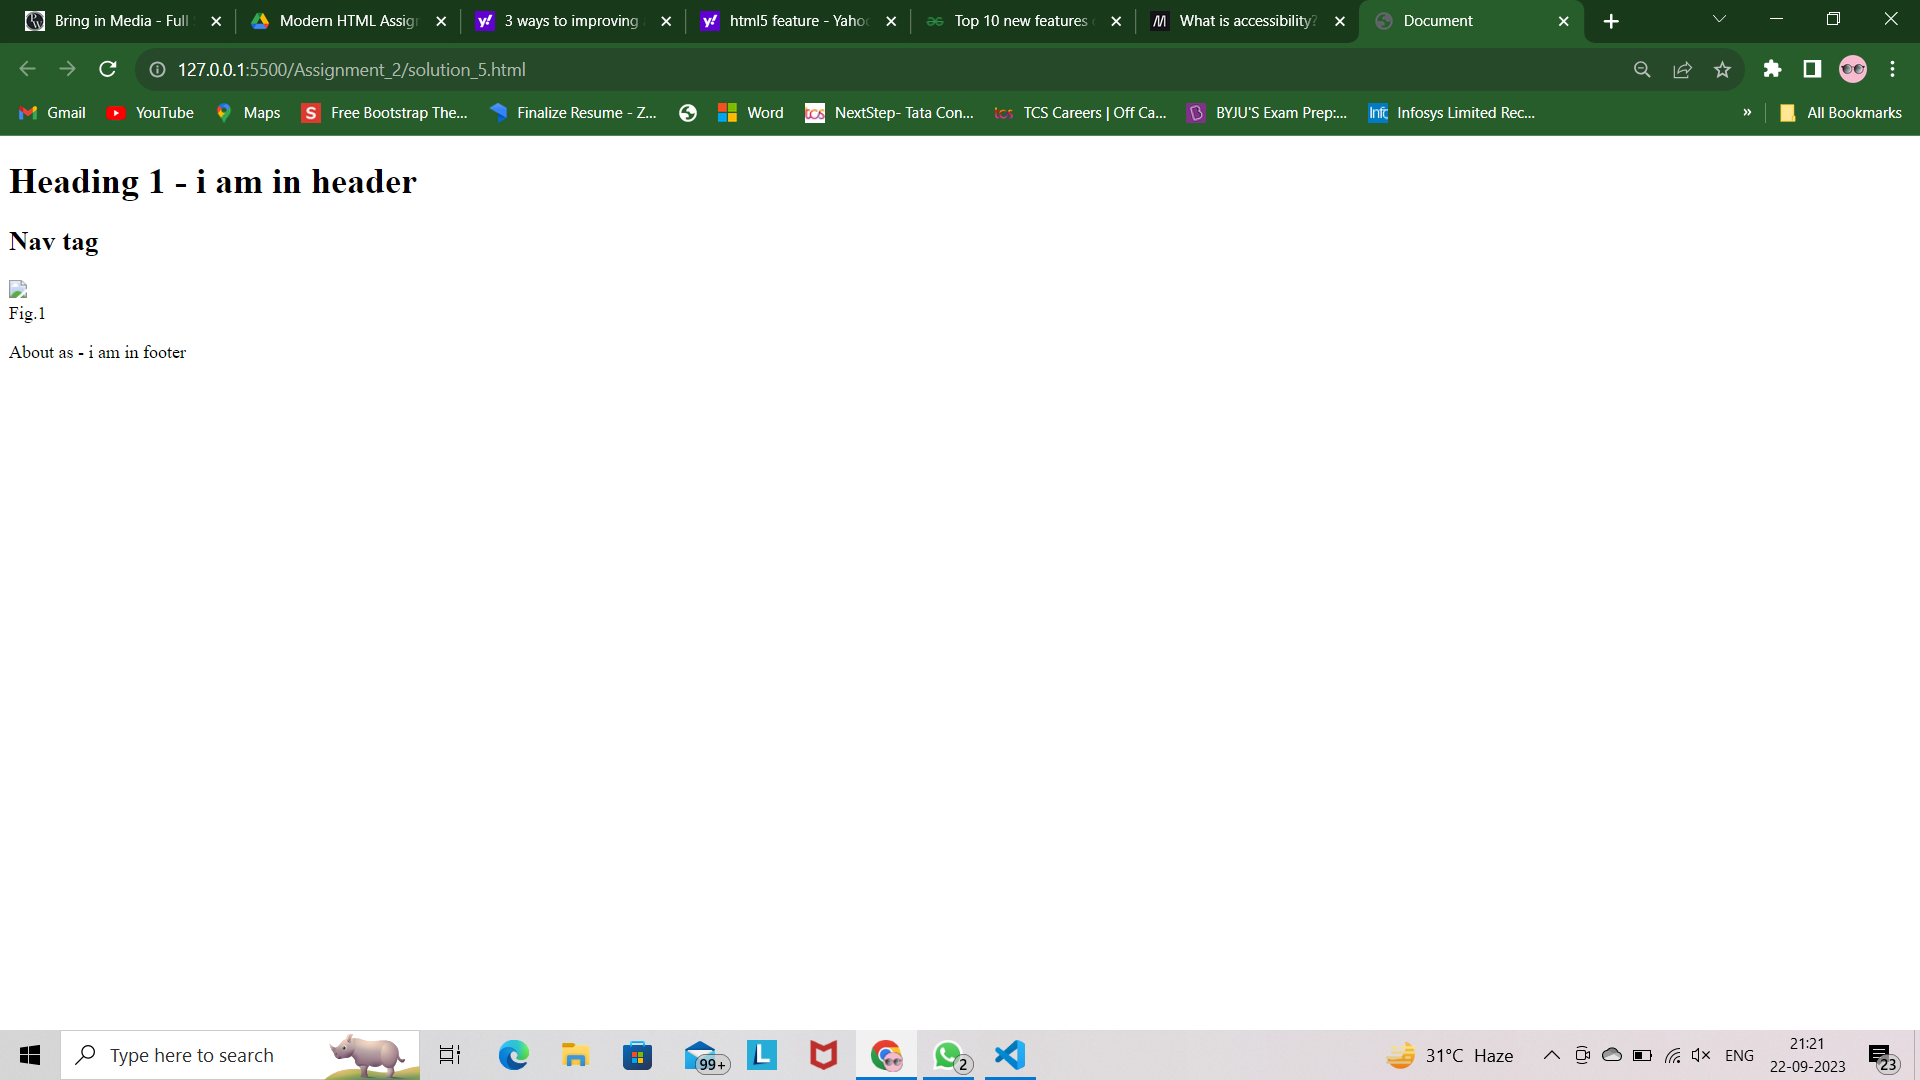 Bring in Media - Full
Modern HTML Assign
3 ways to improving
html5 feature - Yahoo
Top 10 new features
What is accessibility?
Document
127.0.0.1:5500/Assignment_2/solution_5.html
Gmail
YouTube
Maps
S
Free Bootstrap The...
Finalize Resume - Z...
Word
NextStep- Tata Con...
TCS Careers | Off Ca...
BYJU'S Exam Prep:...
Infosys Limited Rec...
»
All Bookmarks
Heading 1 - i am in header
Nav tag
Fig.1
About as - i am in footer
Type here to search
99+
L
2
31°C Haze
ENG
21:21
22-09-2023
23